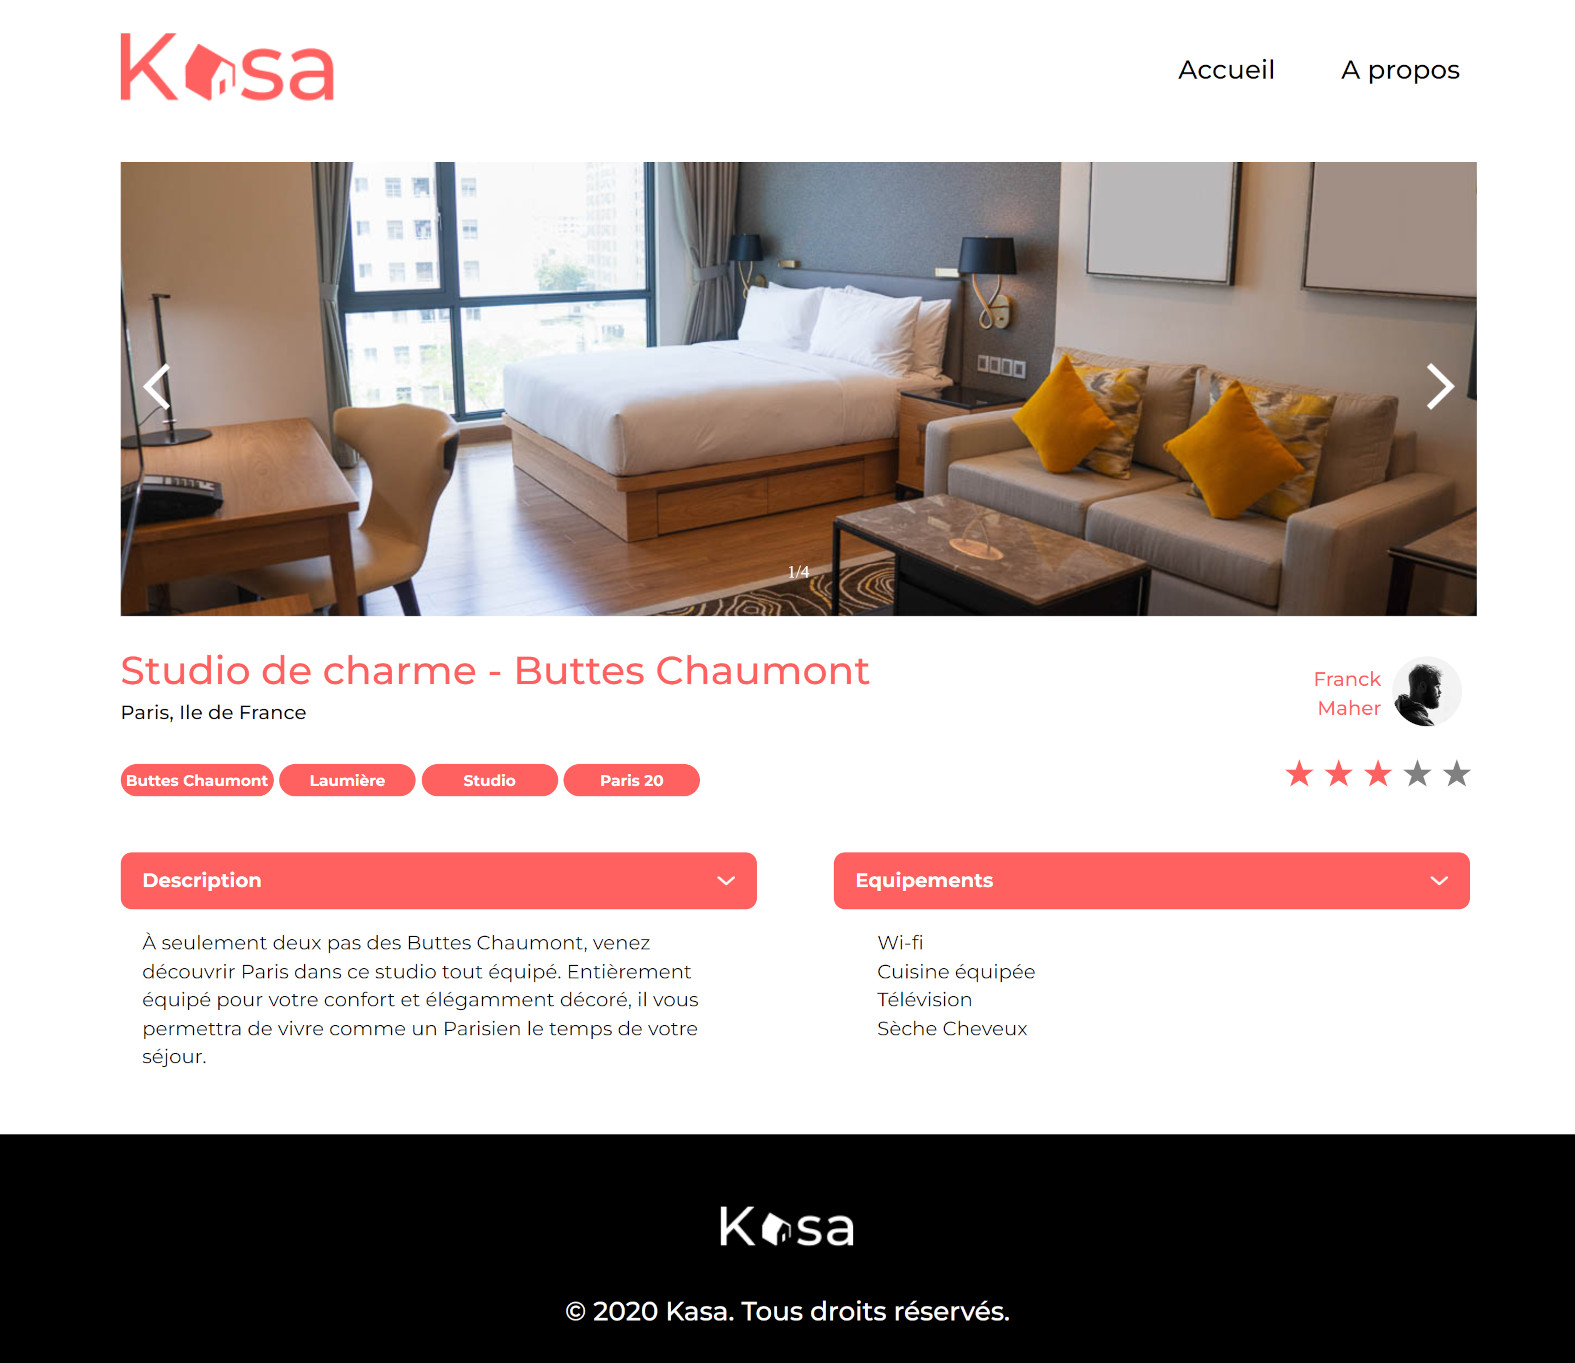 Kasa
Accueil
A propos
1/4
Studio de charme - Buttes Chaumont
Paris, Ile de France
Franck
Maher
Buttes Chaumont
Laumière
Studio
Paris 20
Description
À seulement deux pas des Buttes Chaumont, venez
découvrir Paris dans ce studio tout équipé. Entièrement
équipé pour votre confort et élégamment décoré, il vous
permettra de vivre comme un Parisien le temps de votre
séjour.
Equipements
Wi-fi
Cuisine équipée
Télévision
Sèche Cheveux
Kasa
© 2020 Kasa. Tous droits réservés.